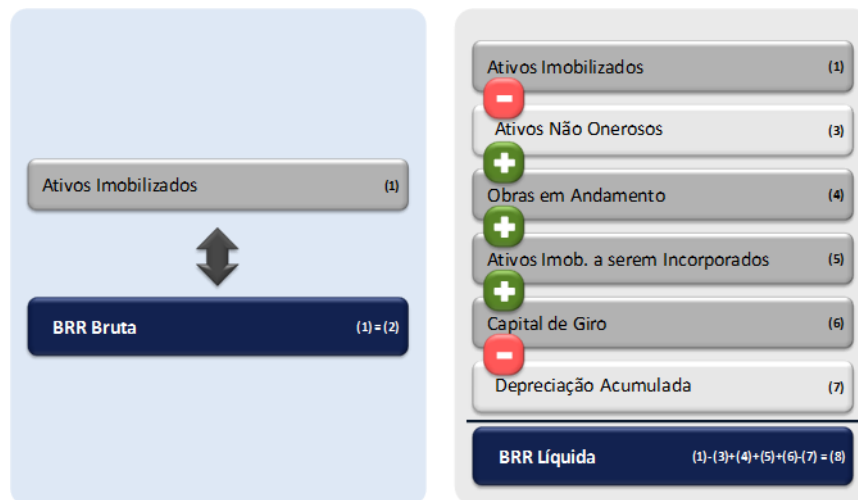 Ativos Imobilizados (1)
BRR Bruta (1) = (2)
Ativos Imobilizados (1)
Ativos Não Onerosos (3)
Obras em Andamento (4)
Ativos Imob. a serem Incorporados (5)
Capital de Giro (6)
Depreciação Acumulada (7)
BRR Líquida (1)-(3)+(4)+(5)+(6)-(7) = (8)